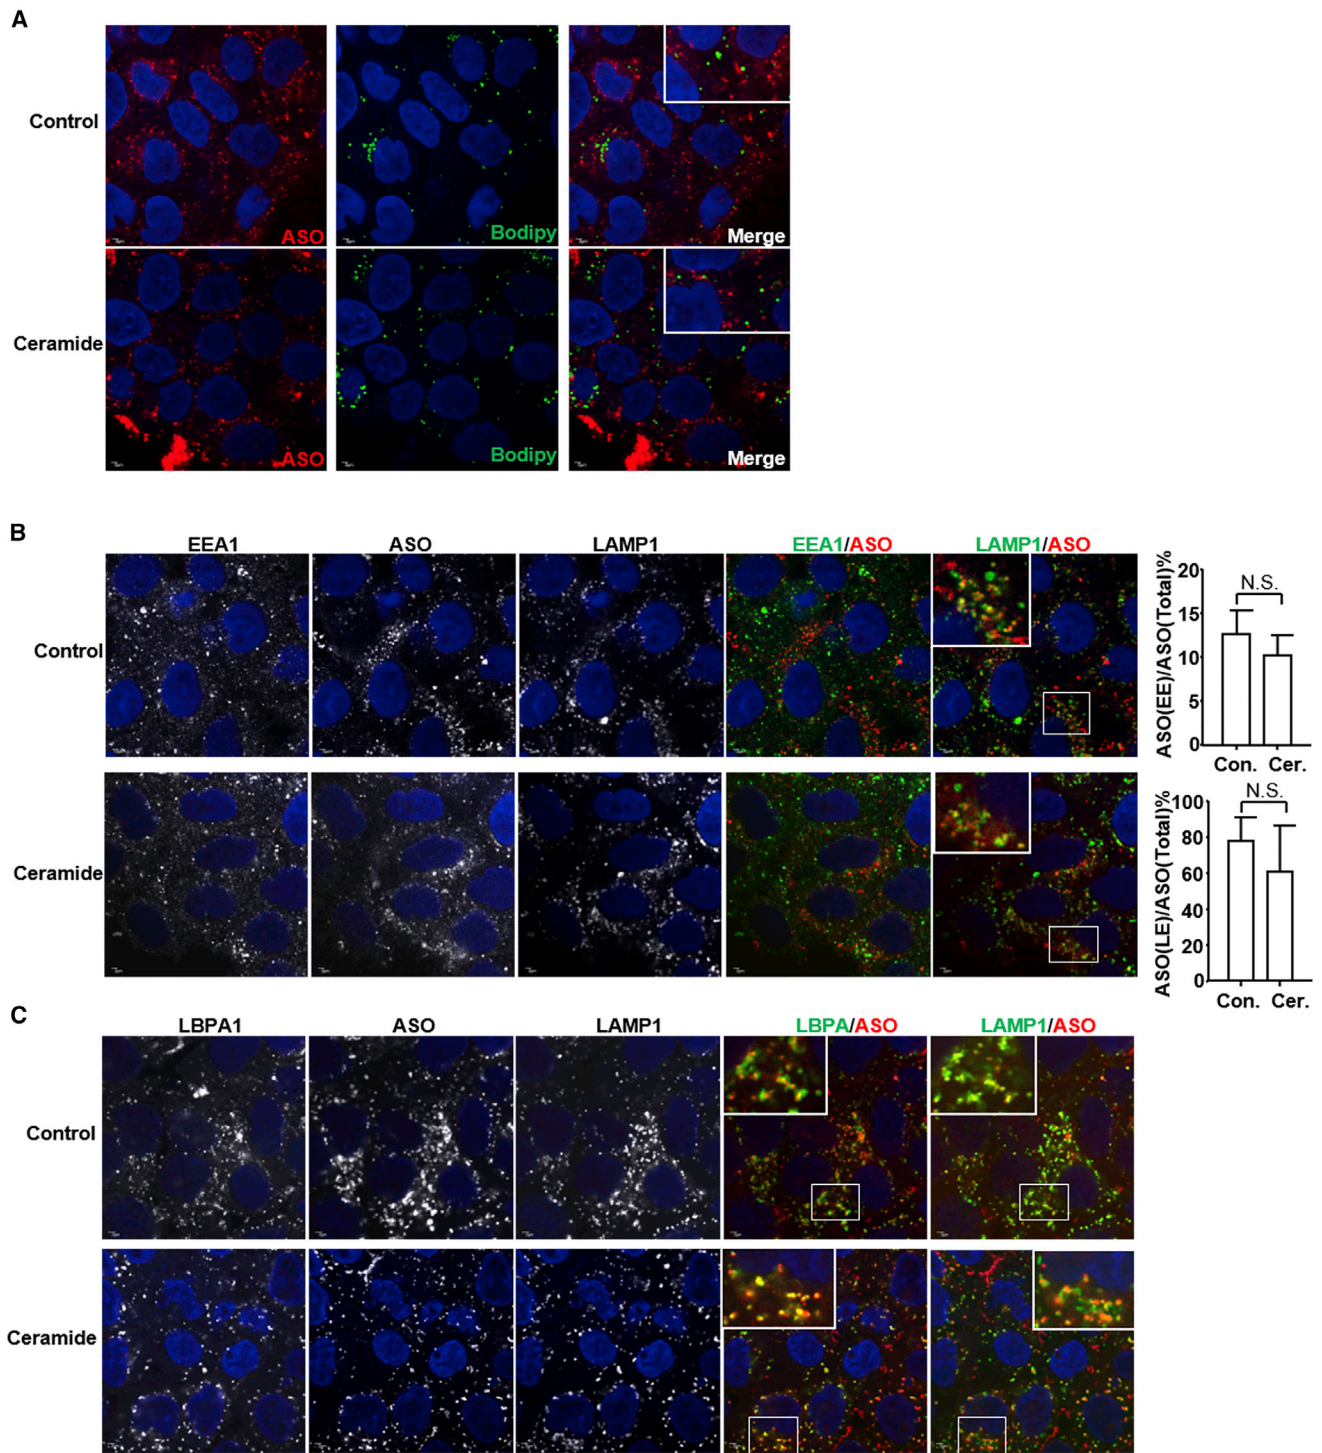 A
Control
ASO
Bodipy
Merge
Ceramide
ASO
Bodipy
Merge
B
EEA1 ASO LAMP1 EEA1/ASO LAMP1/ASO
Control
Ceramide
ASO(EE)/ASO(Total)%
20
15
10
5
0
N.S.
Con. Cer.
ASO(LE)/ASO(Total)%
100
80
60
40
20
0
N.S.
Con. Cer.
C
LBPA1 ASO LAMP1 LBPA/ASO LAMP1/ASO
Control
Ceramide